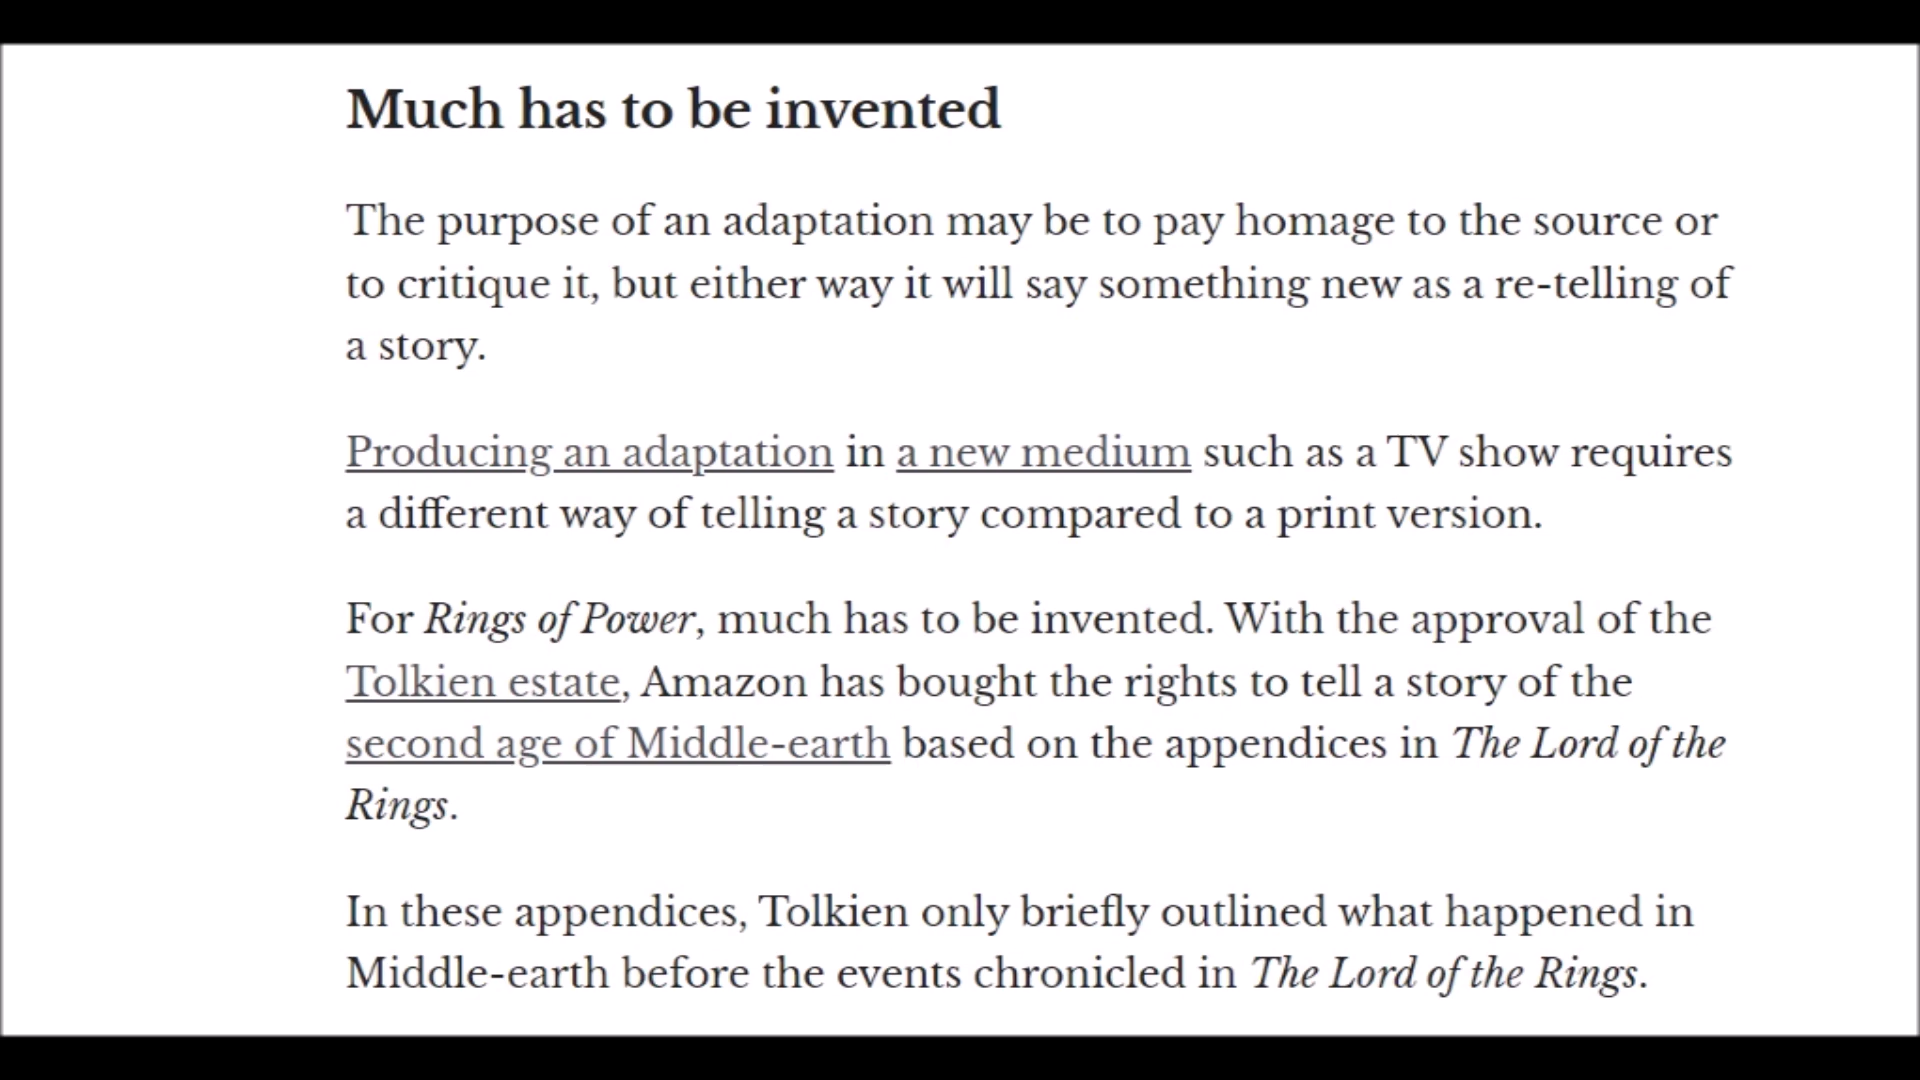 Much has to be invented
The purpose of an adaptation may be to pay homage to the source or
to critique it, but either way it will say something new as a re-telling of
a story.
Producing an adaptation in a new medium such as a TV show requires
a different way of telling a story compared to a print version.
For Rings of Power, much has to be invented. With the approval of the
Tolkien estate, Amazon has bought the rights to tell a story of the
second age of Middle-earth based on the appendices in The Lord of the
Rings.
In these appendices, Tolkien only briefly outlined what happened in
Middle-earth before the events chronicled in The Lord of the Rings.